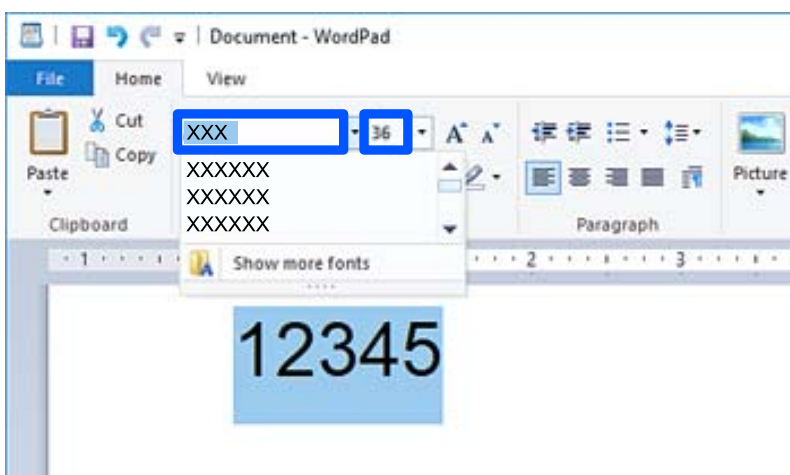 Document - WordPad
File Home View
Cut
Copy
Paste
Clipboard
XXX
36
A A
XXXXXX
XXXXXX
XXXXXX
Show more fonts
Paragraph
Picture
1 2 3
12345